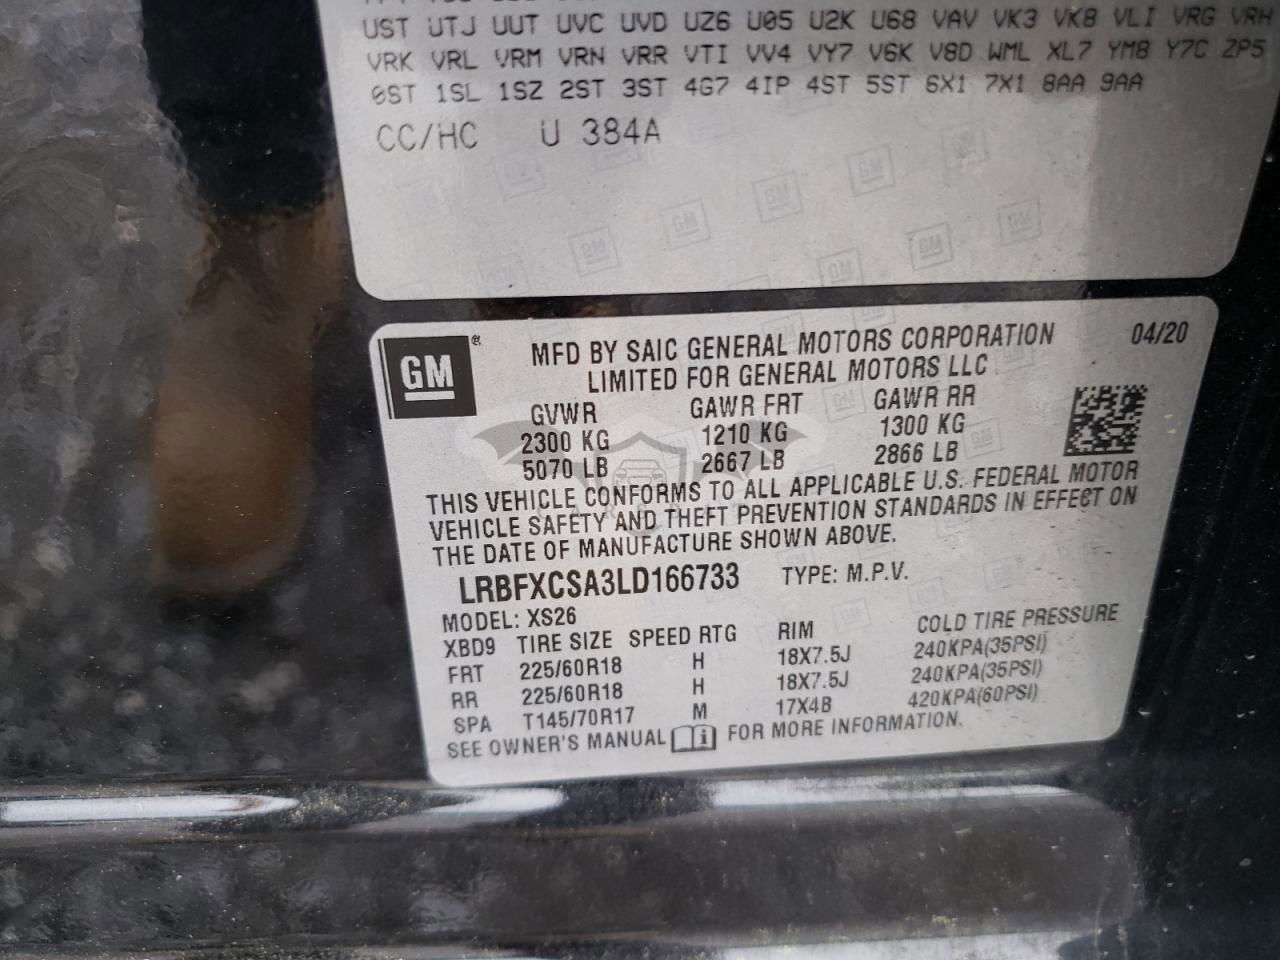 UST UTJ UUT UVC UVD UZ6 U05 U2K U68 VAV VK3 VK8 VLI VRG VRH
VRK VRL VRM VRN VRR VTI VV4 VY7 V6K V8D WML XL7 YM8 Y7C ZP5
0ST 1SL 1SZ 2ST 3ST 4G7 4IP 4ST 5ST 6X1 7X1 8AA 9AA
CC/HC U 384A
GM®
MFD BY SAIC GENERAL MOTORS CORPORATION 04/20
LIMITED FOR GENERAL MOTORS LLC
GVWR GAWR FRT GAWR RR
2300 KG 1210 KG 1300 KG
5070 LB 2667 LB 2866 LB
THIS VEHICLE CONFORMS TO ALL APPLICABLE U.S. FEDERAL MOTOR
VEHICLE SAFETY AND THEFT PREVENTION STANDARDS IN EFFECT ON
THE DATE OF MANUFACTURE SHOWN ABOVE.
LRBFXCSA3LD166733 TYPE: M.P.V.
MODEL: XS26
XBD9 TIRE SIZE SPEED RTG RIM COLD TIRE PRESSURE
FRT 225/60R18 H 18X7.5J 240KPA(35PSI)
RR 225/60R18 H 18X7.5J 240KPA(35PSI)
SPA T145/70R17 M 17X4B 420KPA(60PSI)
SEE OWNER'S MANUAL FOR MORE INFORMATION.